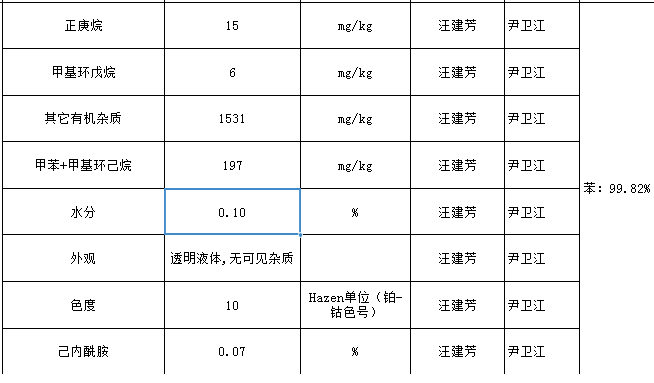 正庚烷 15 mg/kg 汪建芳 尹卫江
甲基环戊烷 6 mg/kg 汪建芳 尹卫江
其它有机杂质 1531 mg/kg 汪建芳 尹卫江
甲苯+甲基环己烷 197 mg/kg 汪建芳 尹卫江
苯：99.82%
水分 0.10 % 汪建芳 尹卫江
外观 透明液体,无可见杂质 汪建芳 尹卫江
色度 10 Hazen单位（铂-
钴色号） 汪建芳 尹卫江
己内酰胺 0.07 % 汪建芳 尹卫江